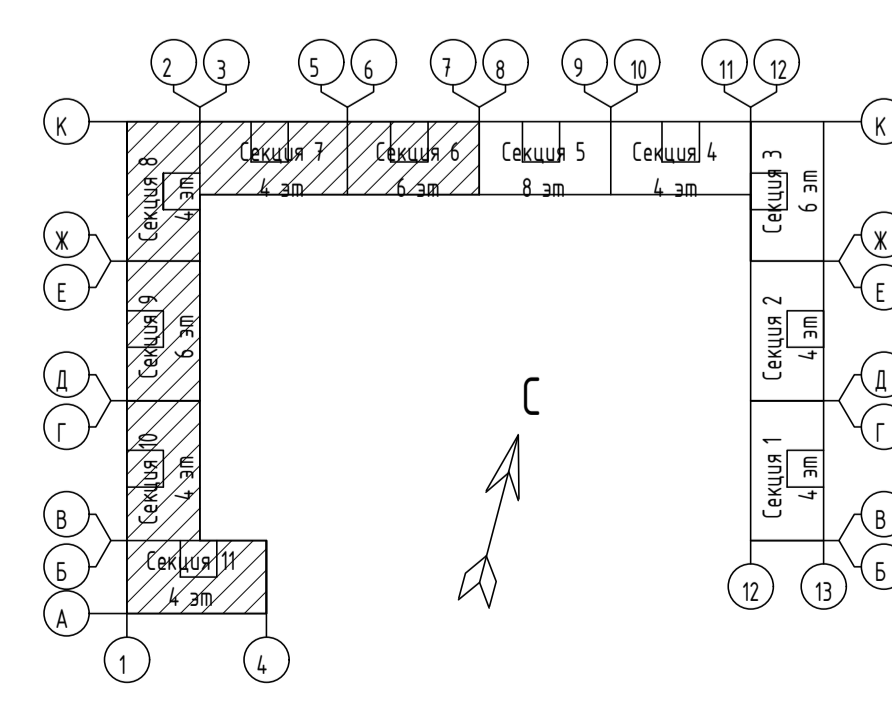 2 3 5 6 7 8 9 10 11 12
К К
Секция 7 Секция 6 Секция 5 Секция 4
4 эт 6 эт 8 эт 4 эт
Секция 8
4 эт
Секция 3
6 эт
Ж Ж
Е Е
Секция 9
6 эт
Секция 2
4 эт
Д Д
Г Г
С
Секция 10
4 эт
Секция 1
4 эт
В В
Б Б
Секция 11
4 эт
12 13
А
1 4